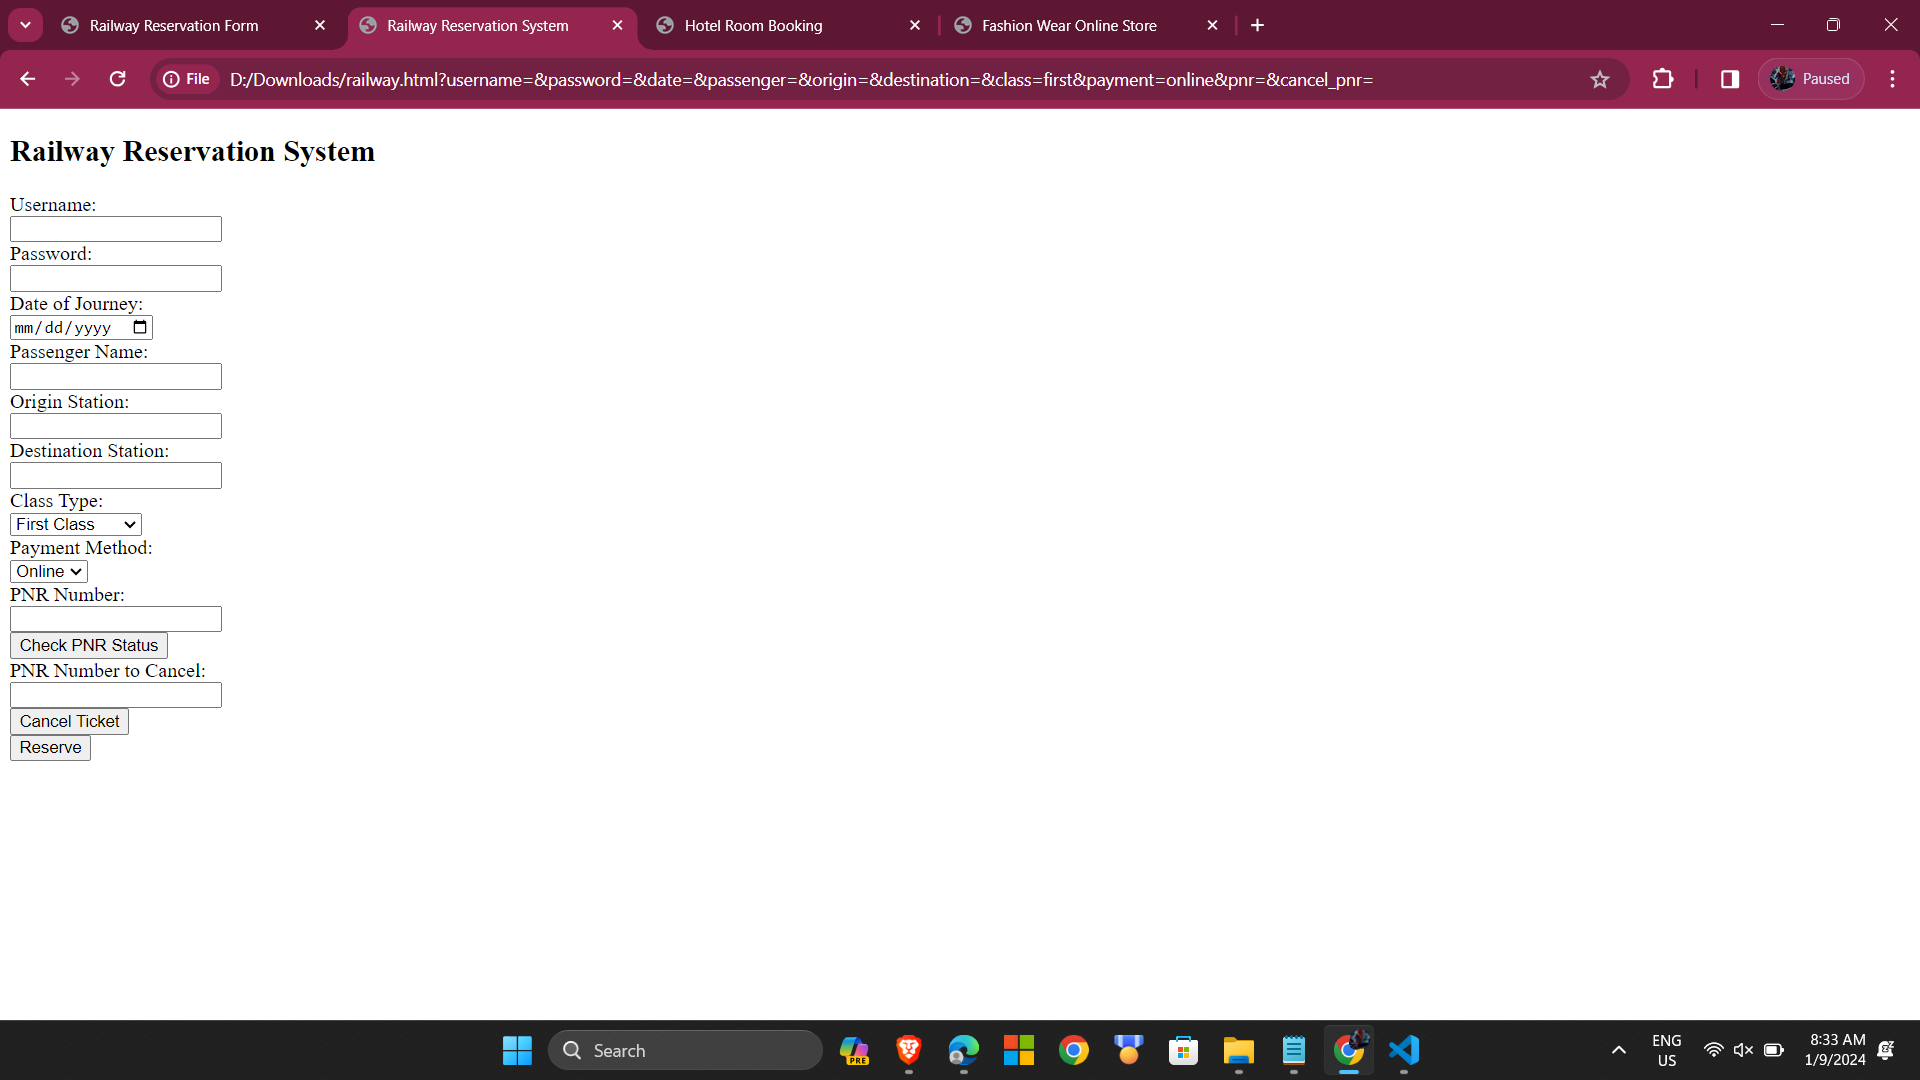 Railway Reservation Form
Railway Reservation System
Hotel Room Booking
Fashion Wear Online Store
File
D:/Downloads/railway.html?username=&password=&date=&passenger=&origin=&destination=&class=first&payment=online&pnr=&cancel_pnr=
Paused
Railway Reservation System
Username:
Password:
Date of Journey:
mm/dd/yyyy
Passenger Name:
Origin Station:
Destination Station:
Class Type:
First Class
Payment Method:
Online
PNR Number:
Check PNR Status
PNR Number to Cancel:
Cancel Ticket
Reserve
Search
PRE
ENG
US
8:33 AM
1/9/2024